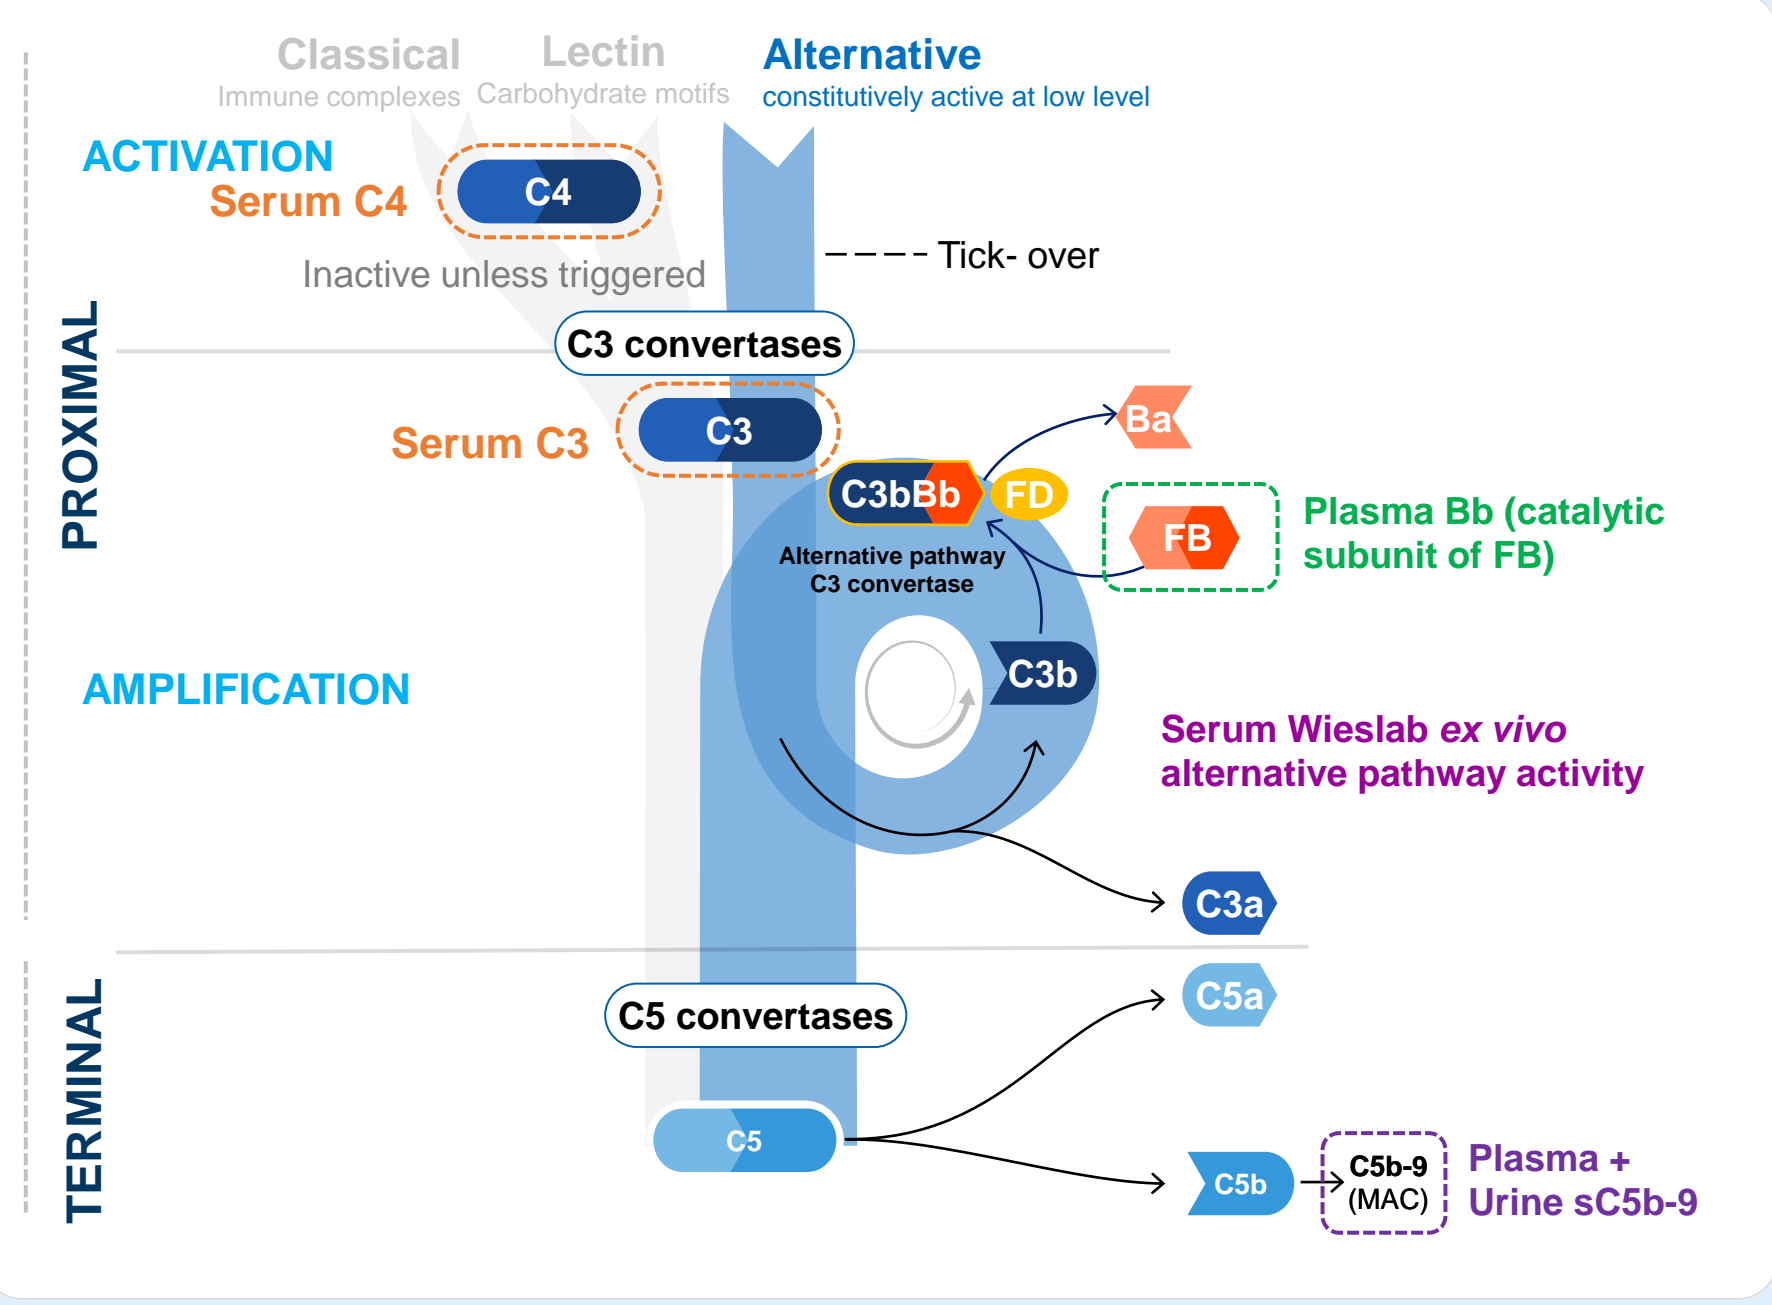 Classical
Immune complexes
Lectin
Carbohydrate motifs
Alternative
constitutively active at low level
ACTIVATION
Serum C4
C4
Inactive unless triggered
Tick- over
PROXIMAL
C3 convertases
Serum C3
C3
Ba
C3bBb
FD
FB
Plasma Bb (catalytic
subunit of FB)
Alternative pathway
C3 convertase
C3b
AMPLIFICATION
Serum Wieslab ex vivo
alternative pathway activity
C3a
TERMINAL
C5a
C5 convertases
C5
C5b
C5b-9
(MAC)
Plasma +
Urine sC5b-9